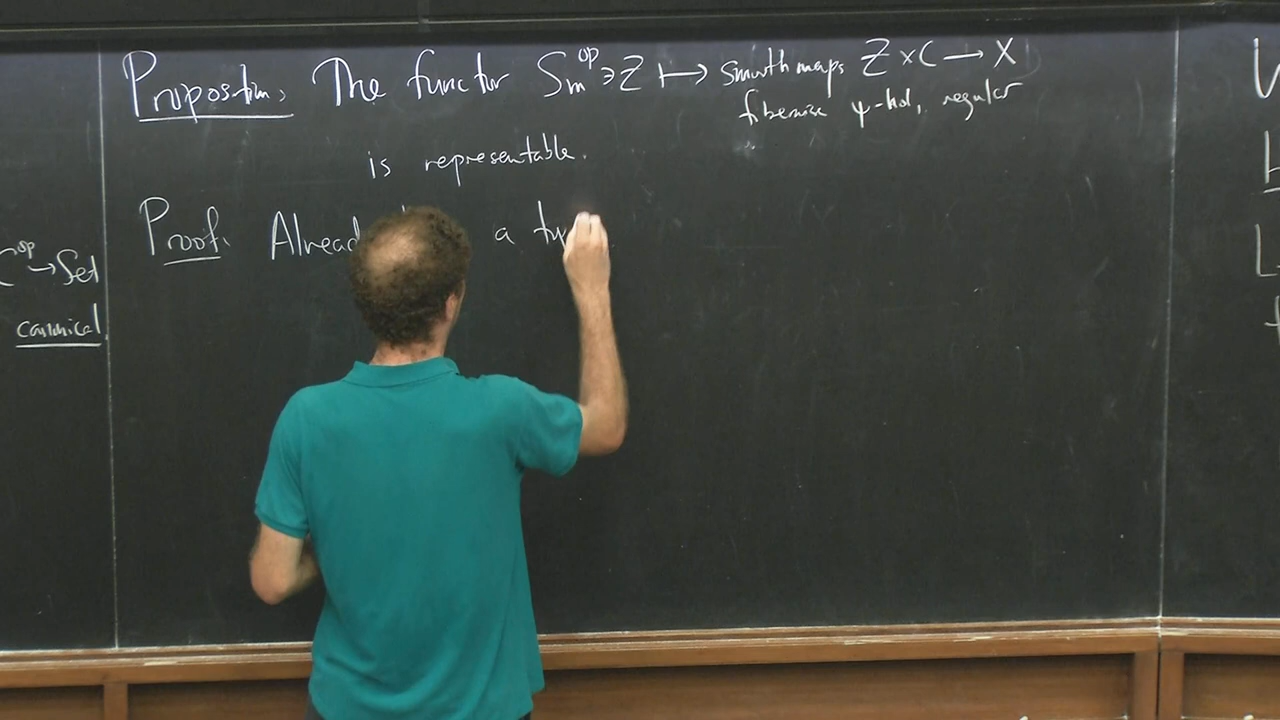 Proposition, The functor Sm^op ∋ Z ↦ smooth maps Z × C → X
fiberwise ψ-hol, regular
is representable.
Proof. Alread a
C^op → Set
canonical